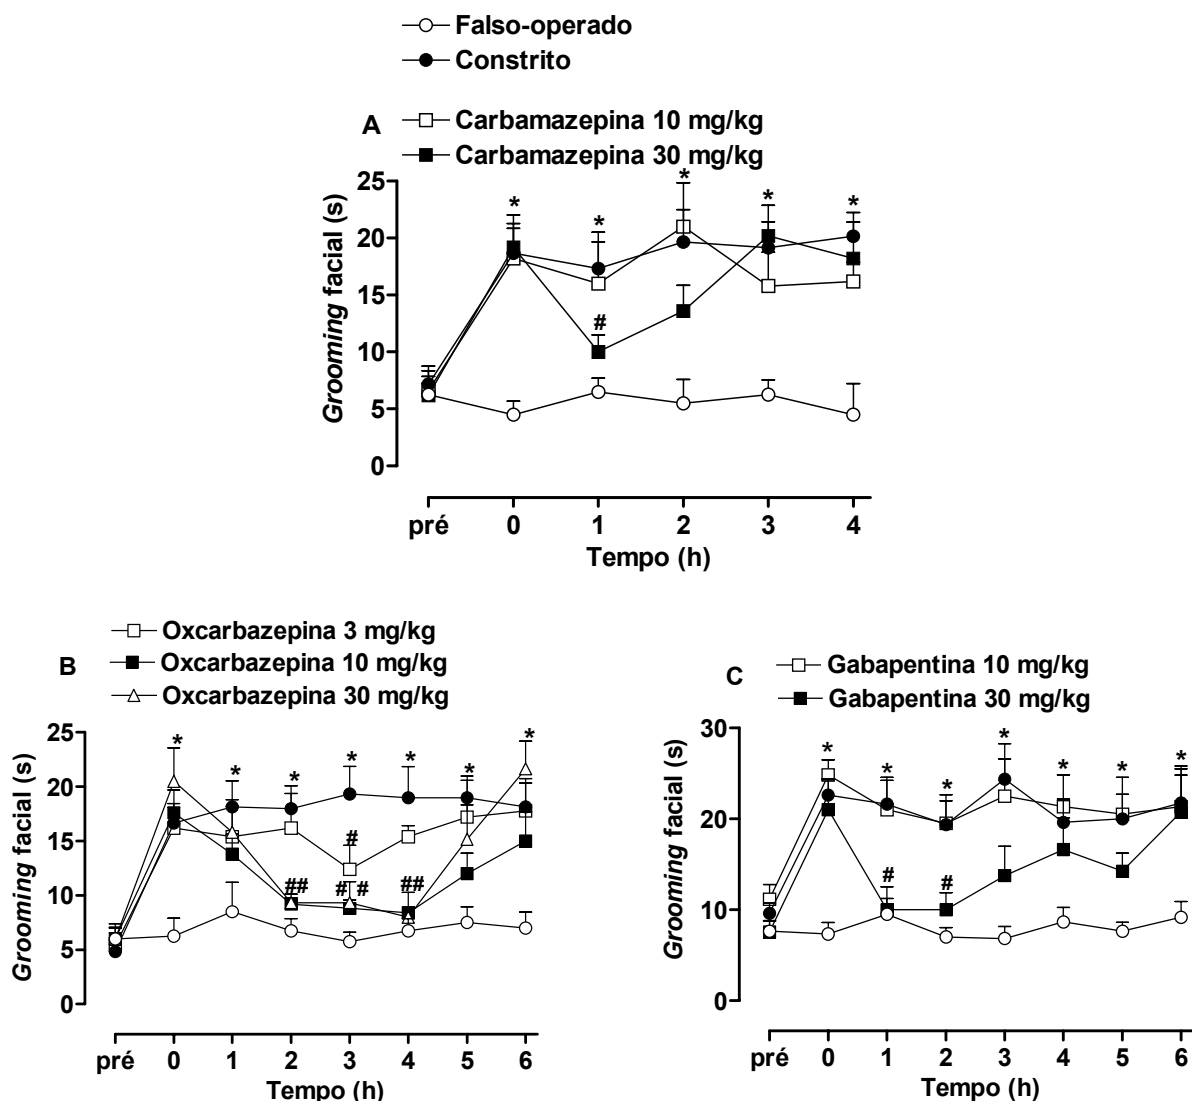 Falso-operado
Constrito
A
Carbamazepina 10 mg/kg
Carbamazepina 30 mg/kg
Grooming facial (s)
25
20
15
10
5
0
* * * * *
#
pré 0 1 2 3 4
Tempo (h)
B
Oxcarbazepina 3 mg/kg
Oxcarbazepina 10 mg/kg
Oxcarbazepina 30 mg/kg
Grooming facial (s)
25
20
15
10
5
0
* * * * * * *
#
## # # ##
pré 0 1 2 3 4 5 6
Tempo (h)
C
Gabapentina 10 mg/kg
Gabapentina 30 mg/kg
Grooming facial (s)
30
20
10
0
* * * * * * *
# #
pré 0 1 2 3 4 5 6
Tempo (h)